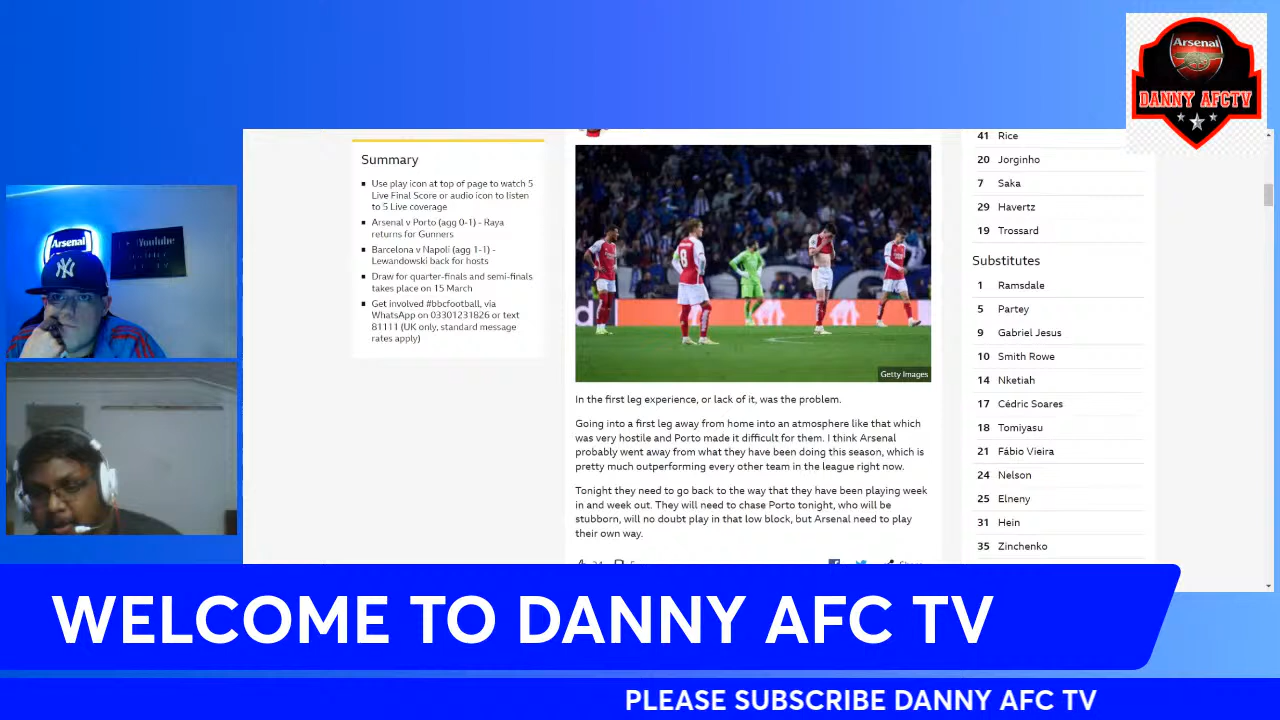 Arsenal
DANNY AFCTV
Arsenal
YouTube
Summary
Use play icon at top of page to watch 5
Live Final Score or audio icon to listen
to 5 Live coverage
Arsenal v Porto (agg 0-1) - Raya
returns for Gunners
Barcelona v Napoli (agg 1-1) -
Lewandowski back for hosts
Draw for quarter-finals and semi-finals
takes place on 15 March
Get involved #bbcfootball, via
WhatsApp on 03301231826 or text
81111 (UK only, standard message
rates apply)
8
Getty Images
In the first leg experience, or lack of it, was the problem.
Going into a first leg away from home into an atmosphere like that which
was very hostile and Porto made it difficult for them. I think Arsenal
probably went away from what they have been doing this season, which is
pretty much outperforming every other team in the league right now.
Tonight they need to go back to the way that they have been playing week
in and week out. They will need to chase Porto tonight, who will be
stubborn, will no doubt play in that low block, but Arsenal need to play
their own way.
41 Rice
20 Jorginho
7 Saka
29 Havertz
19 Trossard
Substitutes
1 Ramsdale
5 Partey
9 Gabriel Jesus
10 Smith Rowe
14 Nketiah
17 Cédric Soares
18 Tomiyasu
21 Fábio Vieira
24 Nelson
25 Elneny
31 Hein
35 Zinchenko
WELCOME TO DANNY AFC TV
PLEASE SUBSCRIBE DANNY AFC TV